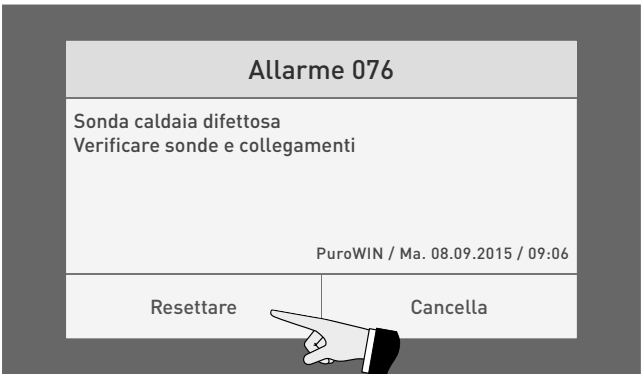 Allarme 076
Sonda caldaia difettosa
Verificare sonde e collegamenti
PuroWIN / Ma. 08.09.2015 / 09:06
Resettare
Cancella